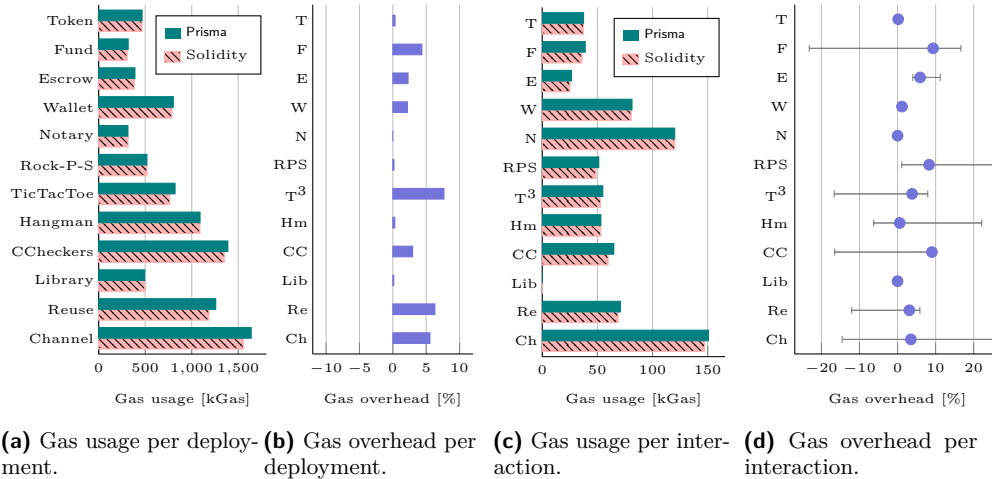 Token
Fund
Escrow
Wallet
Notary
Rock-P-S
TicTacToe
Hangman
CCheckers
Library
Reuse
Channel
Prisma
Solidity
0 500 1,000 1,500
Gas usage [kGas]
(a) Gas usage per deploy-
ment.
T
F
E
W
N
RPS
T³
Hm
CC
Lib
Re
Ch
−10 −5 0 5 10
Gas overhead [%]
(b) Gas overhead per
deployment.
T
F
E
W
N
RPS
T³
Hm
CC
Lib
Re
Ch
Prisma
Solidity
0 50 100 150
Gas usage [kGas]
(c) Gas usage per inter-
action.
T
F
E
W
N
RPS
T³
Hm
CC
Lib
Re
Ch
−20 −10 0 10 20
Gas overhead [%]
(d) Gas overhead per
interaction.